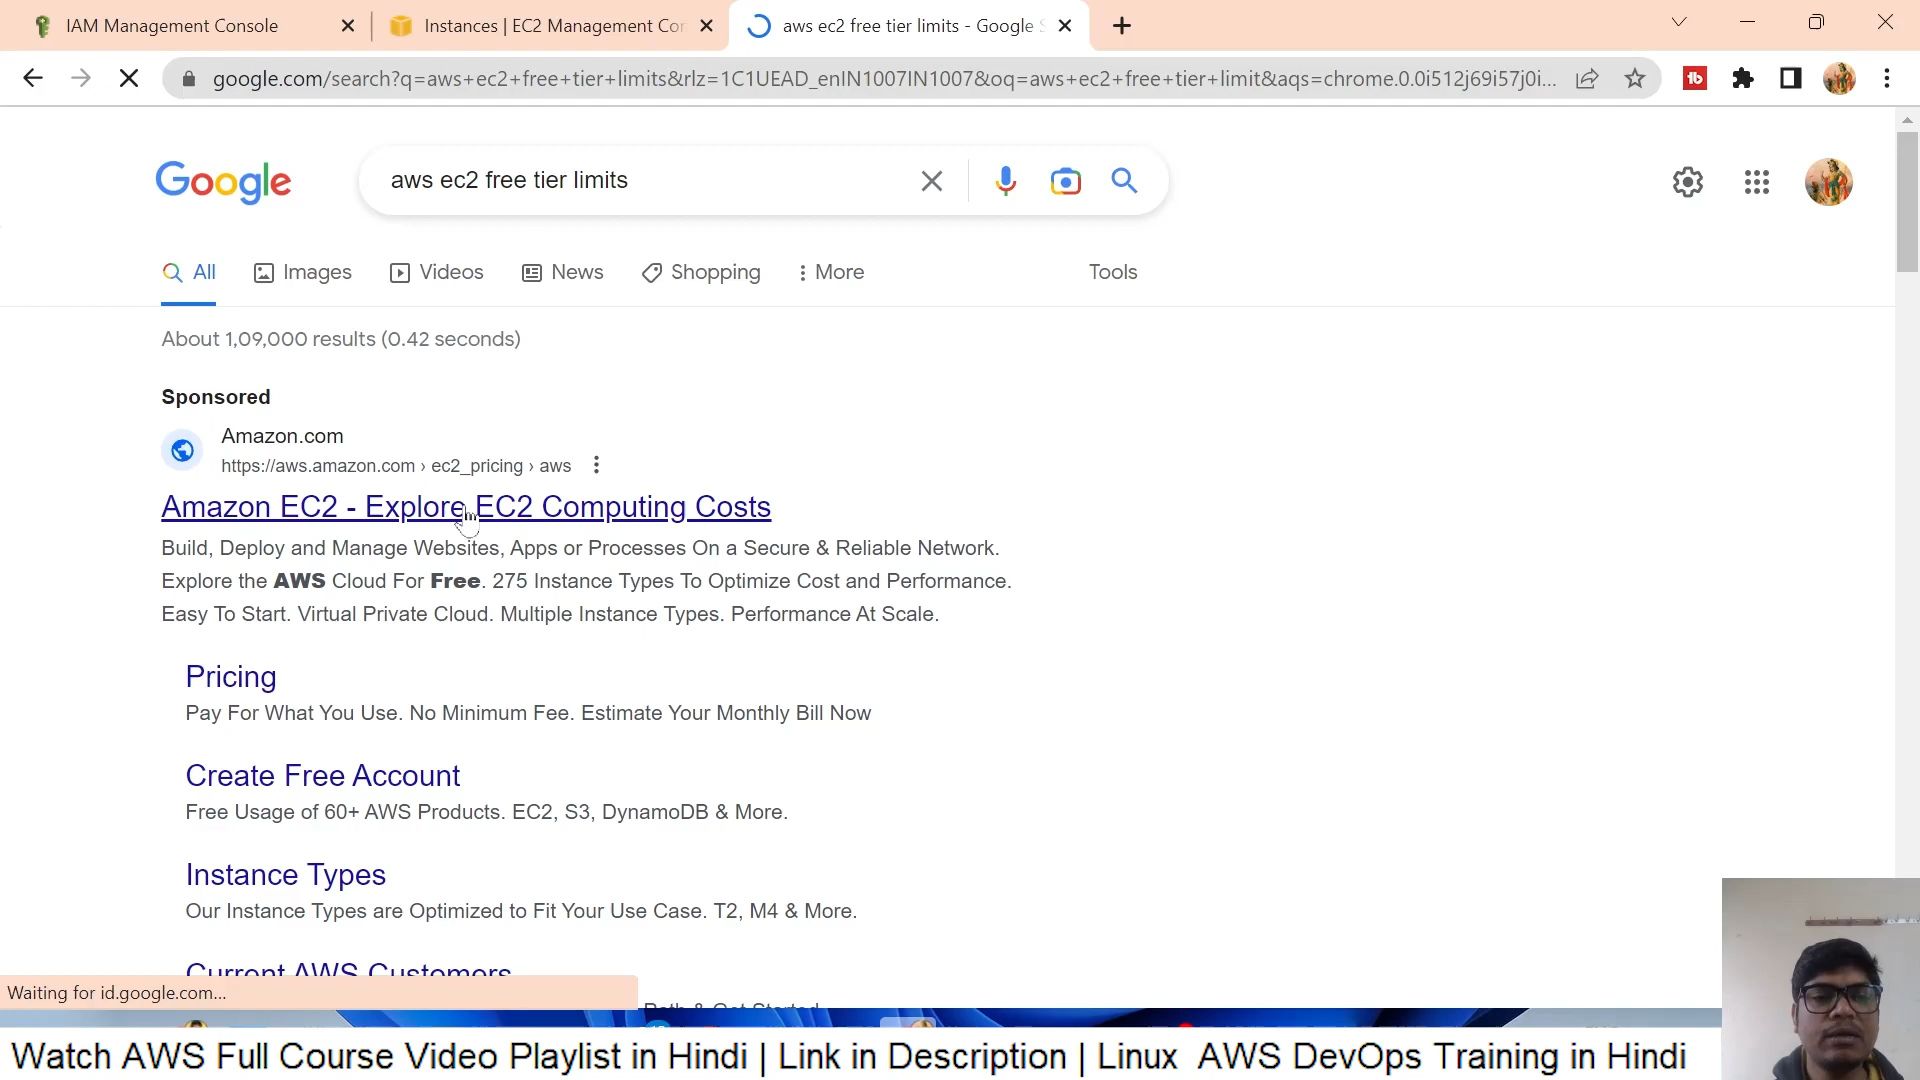 IAM Management Console
Instances | EC2 Management Cor
aws ec2 free tier limits - Google S
google.com/search?q=aws+ec2+free+tier+limits&rlz=1C1UEAD_enIN1007IN1007&oq=aws+ec2+free+tier+limit&aqs=chrome.0.0i512j69i57j0i...
Google
aws ec2 free tier limits
All
Images
Videos
News
Shopping
More
Tools
About 1,09,000 results (0.42 seconds)
Sponsored
Amazon.com
https://aws.amazon.com › ec2_pricing › aws
Amazon EC2 - Explore EC2 Computing Costs
Build, Deploy and Manage Websites, Apps or Processes On a Secure & Reliable Network.
Explore the AWS Cloud For Free. 275 Instance Types To Optimize Cost and Performance.
Easy To Start. Virtual Private Cloud. Multiple Instance Types. Performance At Scale.
Pricing
Pay For What You Use. No Minimum Fee. Estimate Your Monthly Bill Now
Create Free Account
Free Usage of 60+ AWS Products. EC2, S3, DynamoDB & More.
Instance Types
Our Instance Types are Optimized to Fit Your Use Case. T2, M4 & More.
Current AWS Customers
Path & Get Started
Waiting for id.google.com...
Watch AWS Full Course Video Playlist in Hindi | Link in Description | Linux AWS DevOps Training in Hindi